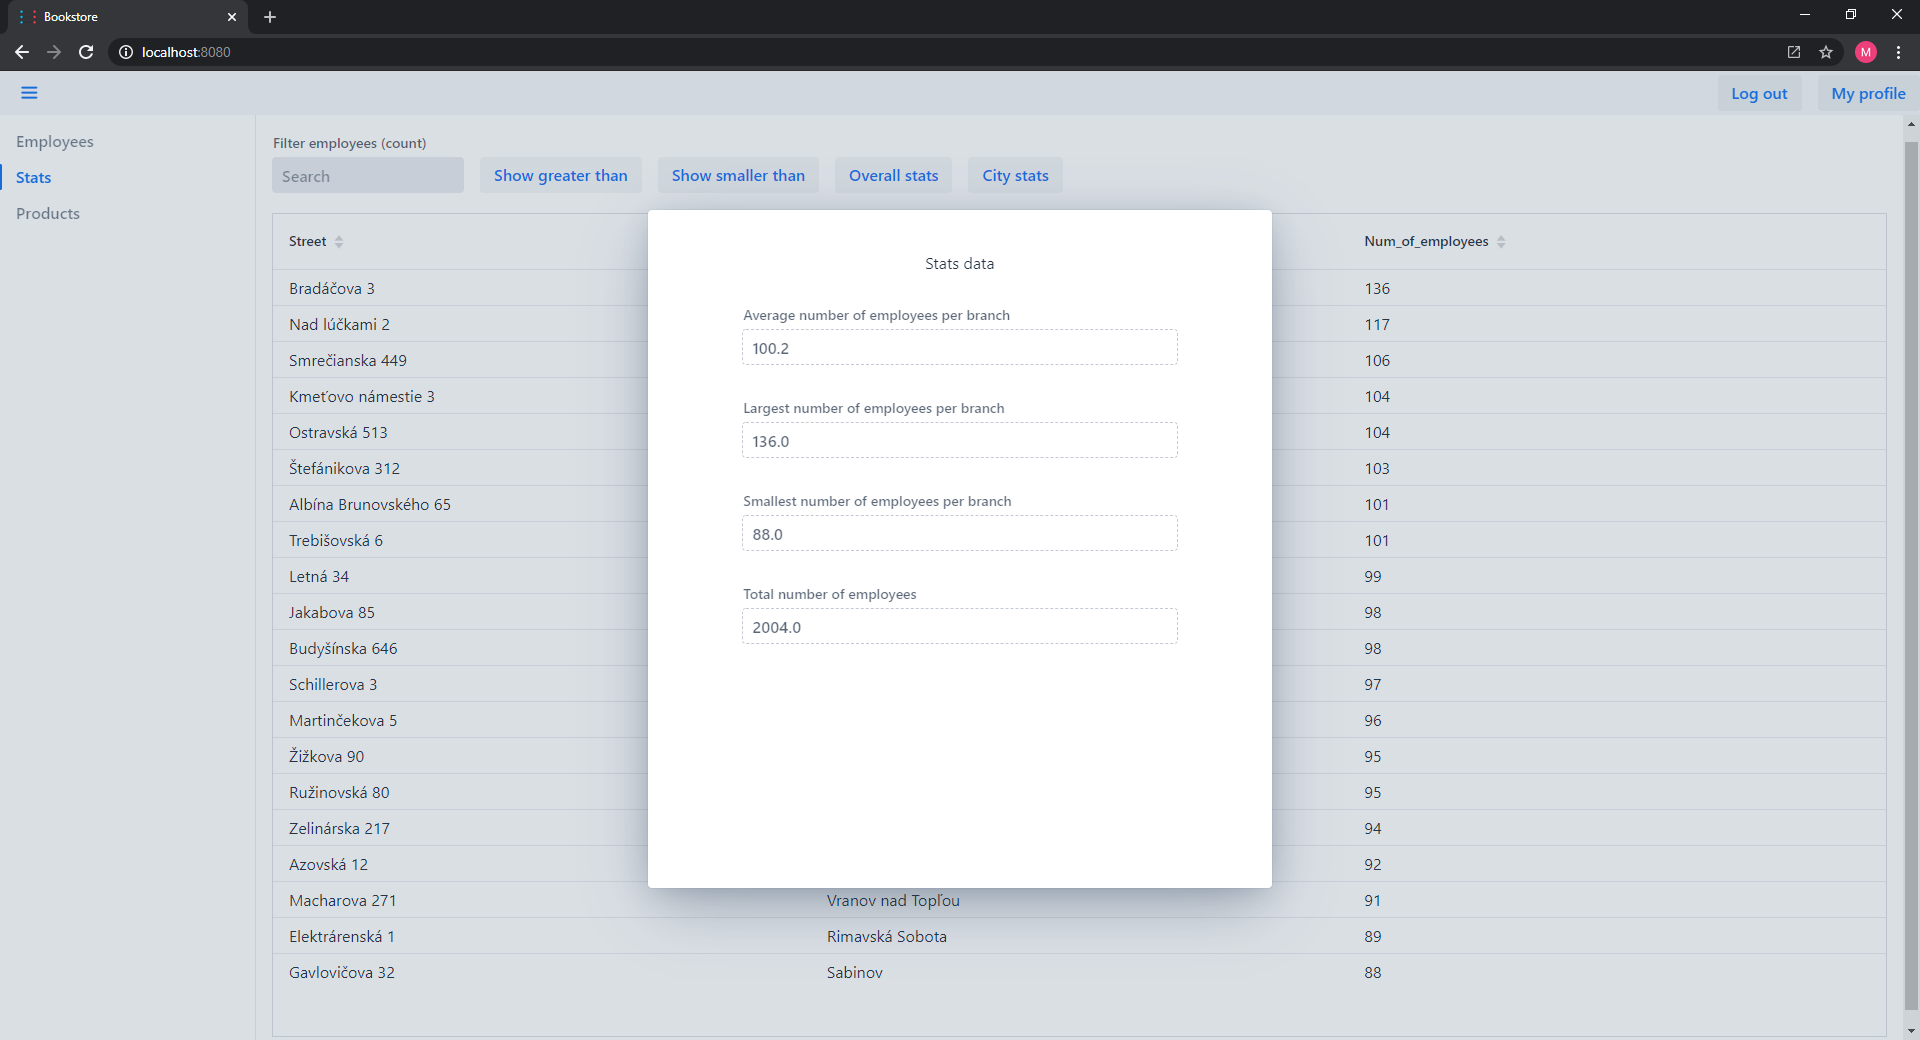 Bookstore
localhost:8080
M
Log out
My profile
Employees
Stats
Products
Filter employees (count)
Search
Show greater than
Show smaller than
Overall stats
City stats
Street
Num_of_employees
Bradáčova 3
136
Nad lúčkami 2
117
Smrečianska 449
106
Kmeťovo námestie 3
104
Ostravská 513
104
Štefánikova 312
103
Albína Brunovského 65
101
Trebišovská 6
101
Letná 34
99
Jakabova 85
98
Budyšínska 646
98
Schillerova 3
97
Martinčekova 5
96
Žižkova 90
95
Ružinovská 80
95
Zelinárska 217
94
Azovská 12
92
Macharova 271
Vranov nad Topľou
91
Elektrárenská 1
Rimavská Sobota
89
Gavlovičova 32
Sabinov
88
Stats data
Average number of employees per branch
100.2
Largest number of employees per branch
136.0
Smallest number of employees per branch
88.0
Total number of employees
2004.0